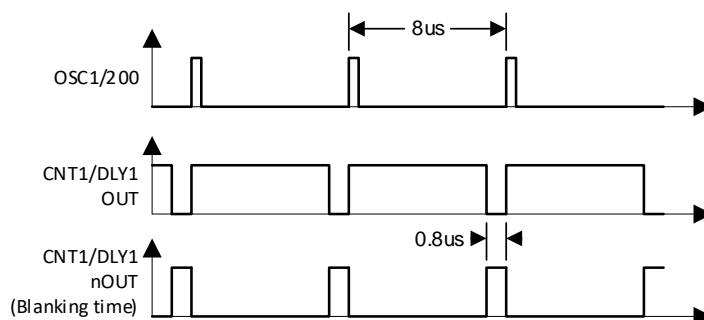 8us
OSC1/200
CNT1/DLY1
OUT
0.8us
CNT1/DLY1
nOUT
(Blanking time)